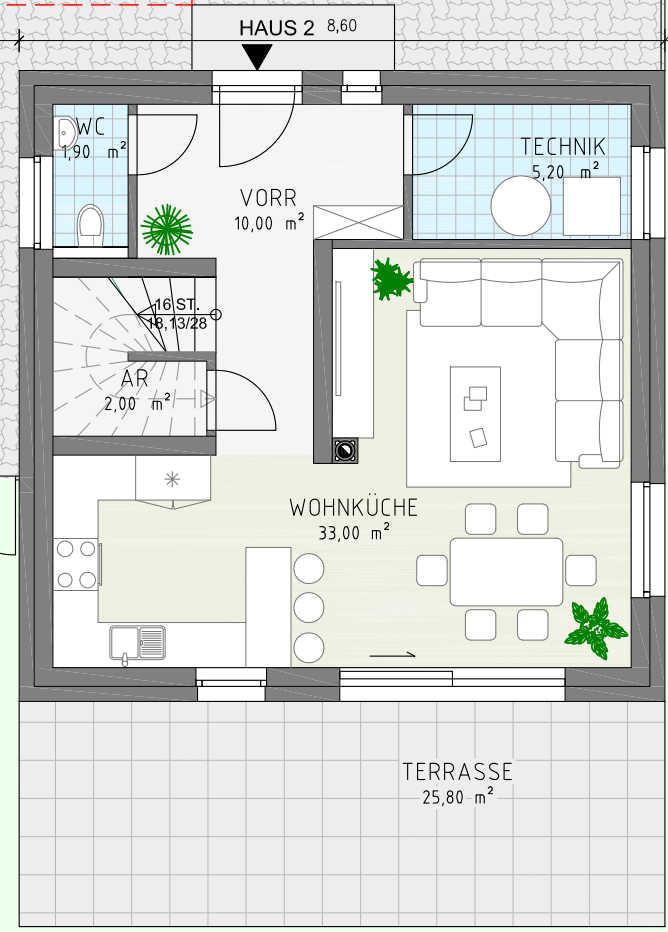 HAUS 2 8,60
WC
1,90 m²
TECHNIK
5,20 m²
VORR
10,00 m²
16 ST.
18,13/28
AR
2,00 m²
WOHNKÜCHE
33,00 m²
TERRASSE
25,80 m²